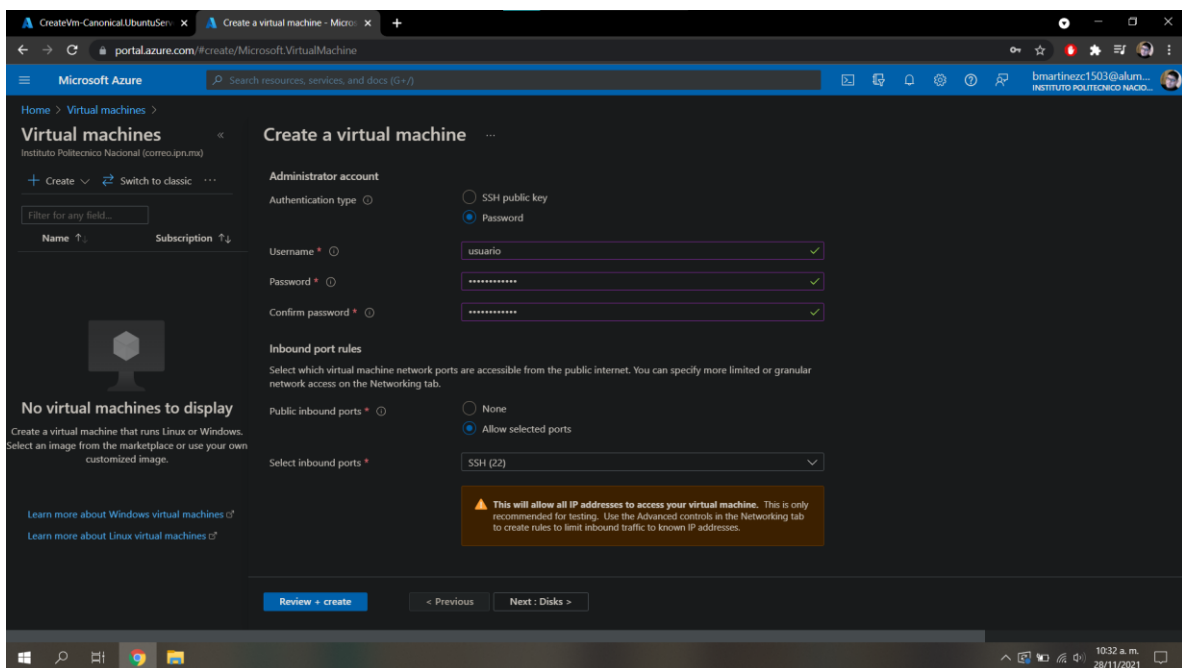 CreateVm-Canonical.UbuntuServ
Create a virtual machine - Micros
portal.azure.com/#create/Microsoft.VirtualMachine
Microsoft Azure
Search resources, services, and docs (G+/)
bmartinezc1503@alum...
INSTITUTO POLITECNICO NACIO...
Home > Virtual machines >
Virtual machines
Instituto Politecnico Nacional (correo.ipn.mx)
Create
Switch to classic
Filter for any field...
Name
Subscription
No virtual machines to display
Create a virtual machine that runs Linux or Windows.
Select an image from the marketplace or use your own
customized image.
Learn more about Windows virtual machines
Learn more about Linux virtual machines
Create a virtual machine ...
Administrator account
Authentication type
SSH public key
Password
Username *
usuario
Password *
••••••••••••
Confirm password *
••••••••••••
Inbound port rules
Select which virtual machine network ports are accessible from the public internet. You can specify more limited or granular
network access on the Networking tab.
Public inbound ports *
None
Allow selected ports
Select inbound ports *
SSH (22)
This will allow all IP addresses to access your virtual machine. This is only
recommended for testing. Use the Advanced controls in the Networking tab
to create rules to limit inbound traffic to known IP addresses.
Review + create
< Previous
Next : Disks >
10:32 a. m.
28/11/2021